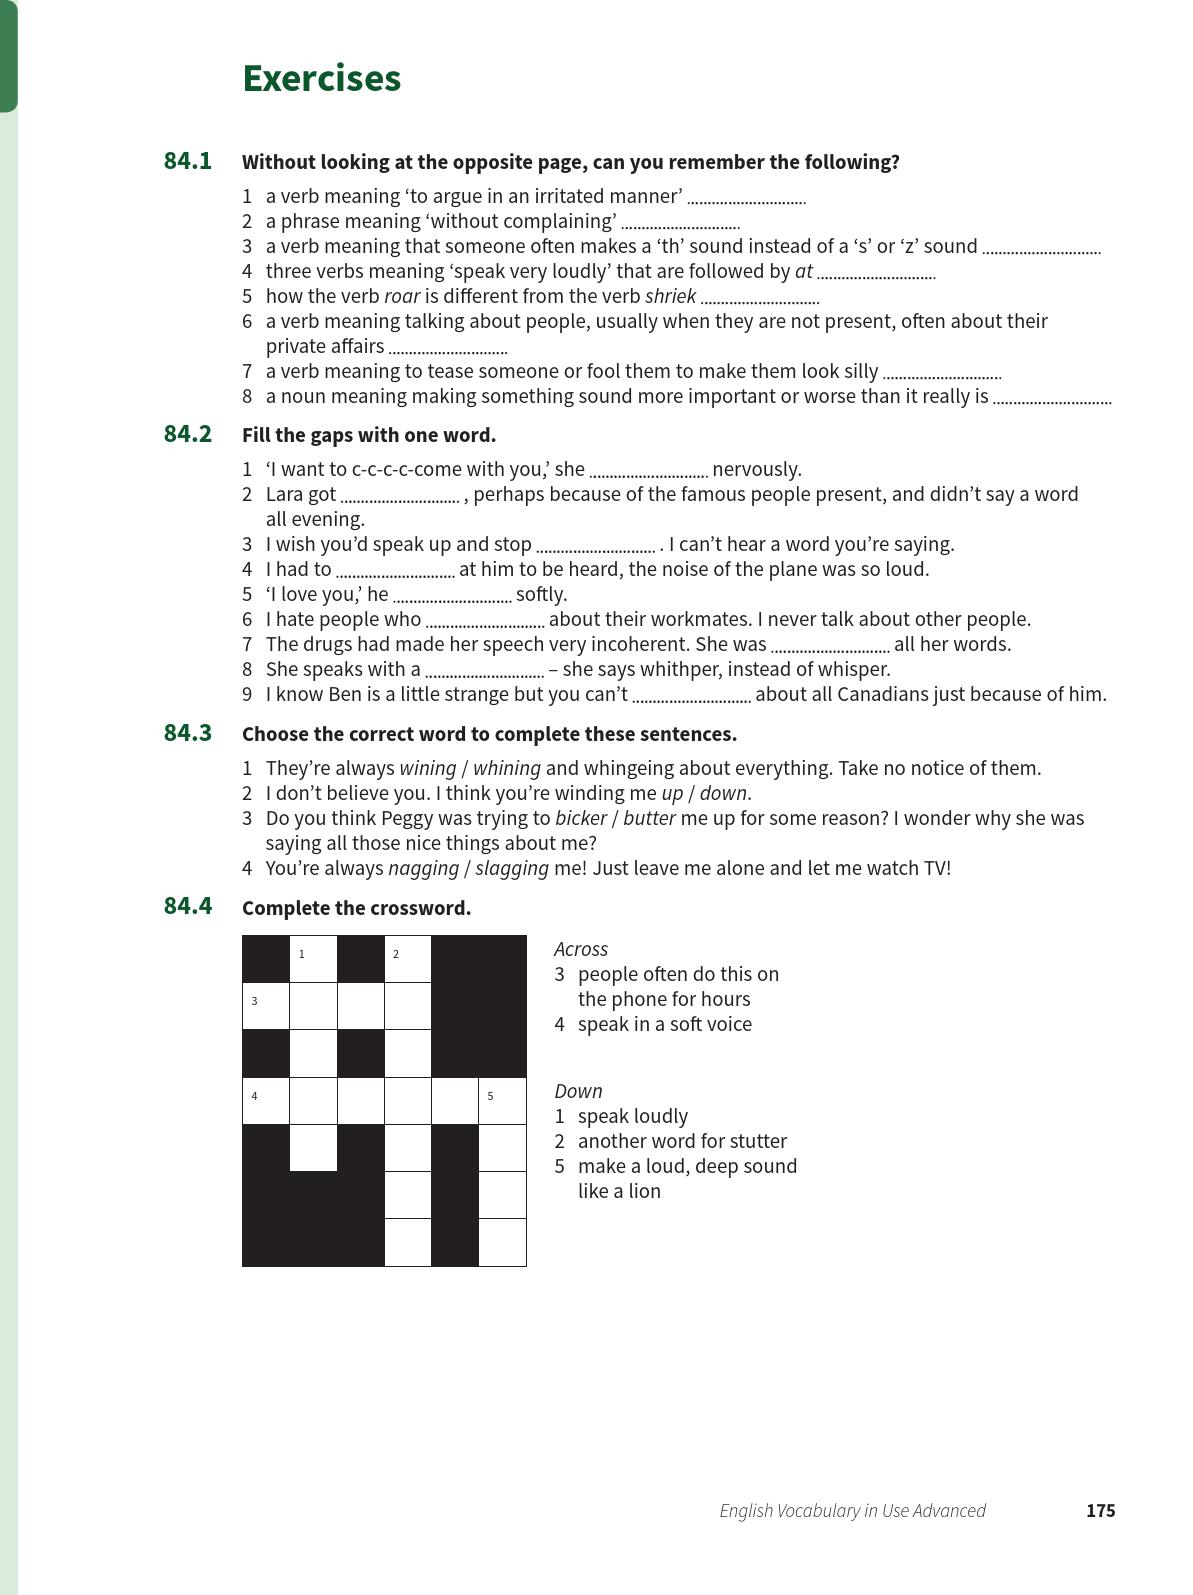 Exercises
84.1 Without looking at the opposite page, can you remember the following?
1 a verb meaning ‘to argue in an irritated manner’ ............................
2 a phrase meaning ‘without complaining’ ............................
3 a verb meaning that someone often makes a ‘th’ sound instead of a ‘s’ or ‘z’ sound ............................
4 three verbs meaning ‘speak very loudly’ that are followed by at ............................
5 how the verb roar is different from the verb shriek ............................
6 a verb meaning talking about people, usually when they are not present, often about their
private affairs ............................
7 a verb meaning to tease someone or fool them to make them look silly ............................
8 a noun meaning making something sound more important or worse than it really is ............................
84.2 Fill the gaps with one word.
1 ‘I want to c-c-c-c-come with you,’ she ............................ nervously.
2 Lara got ............................ , perhaps because of the famous people present, and didn’t say a word
all evening.
3 I wish you’d speak up and stop ............................ . I can’t hear a word you’re saying.
4 I had to ............................ at him to be heard, the noise of the plane was so loud.
5 ‘I love you,’ he ............................ softly.
6 I hate people who ............................ about their workmates. I never talk about other people.
7 The drugs had made her speech very incoherent. She was ............................ all her words.
8 She speaks with a ............................ – she says whithper, instead of whisper.
9 I know Ben is a little strange but you can’t ............................ about all Canadians just because of him.
84.3 Choose the correct word to complete these sentences.
1 They’re always wining / whining and whingeing about everything. Take no notice of them.
2 I don’t believe you. I think you’re winding me up / down.
3 Do you think Peggy was trying to bicker / butter me up for some reason? I wonder why she was
saying all those nice things about me?
4 You’re always nagging / slagging me! Just leave me alone and let me watch TV!
84.4 Complete the crossword.
1 2
3
4 5
Across
3 people often do this on
the phone for hours
4 speak in a soft voice
Down
1 speak loudly
2 another word for stutter
5 make a loud, deep sound
like a lion
English Vocabulary in Use Advanced 175